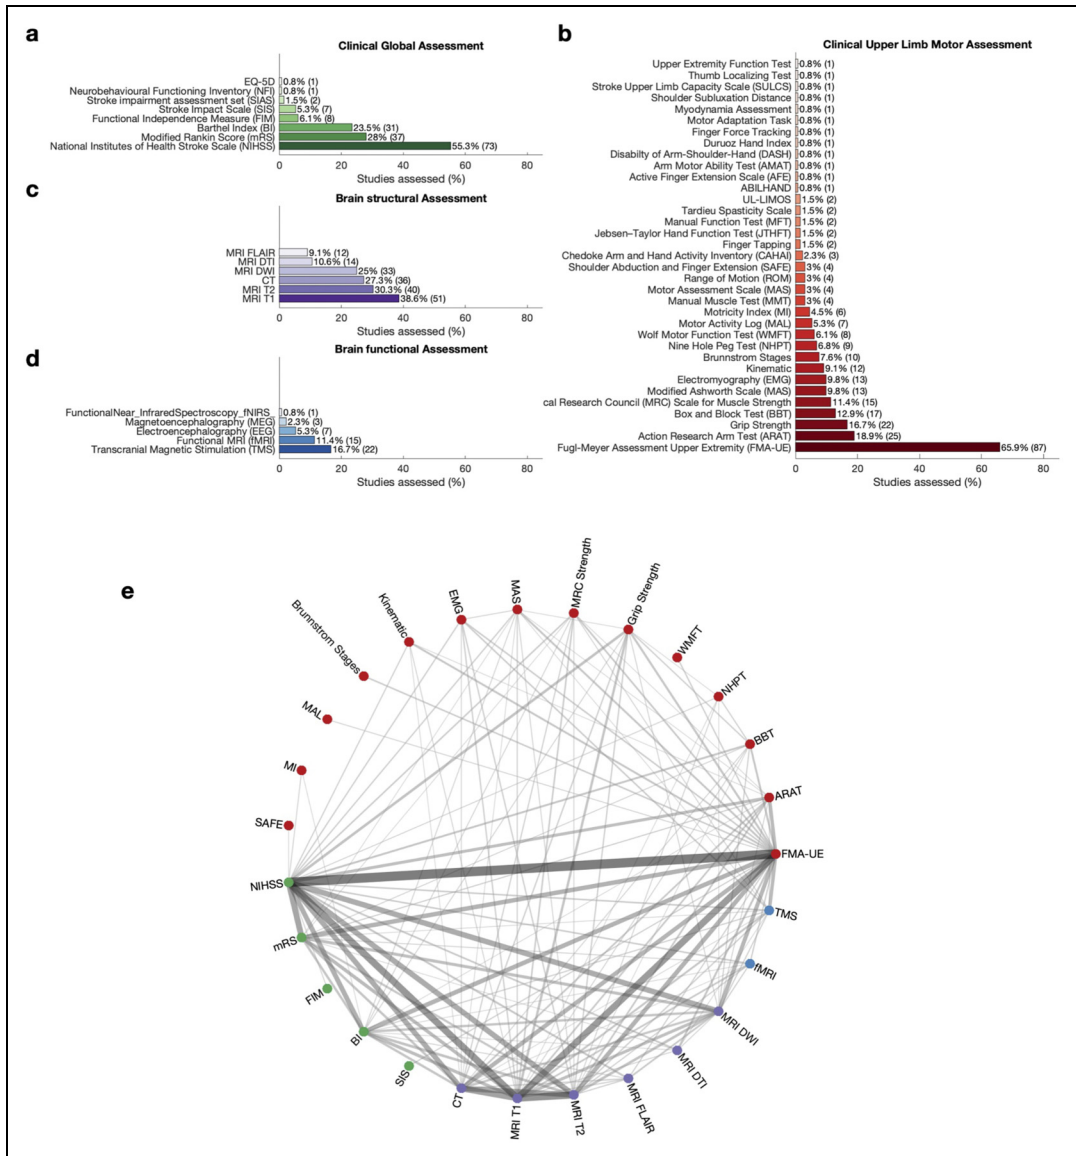 a
Clinical Global Assessment
EQ-5D 0.8% (1)
Neurobehavioural Functioning Inventory (NFI) 0.8% (1)
Stroke impairment assessment set (SIAS) 1.5% (2)
Stroke Impact Scale (SIS) 5.3% (7)
Functional Independence Measure (FIM) 6.1% (8)
Barthel Index (BI) 23.5% (31)
Modified Rankin Score (mRS) 28% (37)
National Institutes of Health Stroke Scale (NIHSS) 55.3% (73)
0 20 40 60 80
Studies assessed (%)
c
Brain structural Assessment
MRI FLAIR 9.1% (12)
MRI DTI 10.6% (14)
MRI DWI 25% (33)
CT 27.3% (36)
MRI T2 30.3% (40)
MRI T1 38.6% (51)
0 20 40 60 80
Studies assessed (%)
d
Brain functional Assessment
FunctionalNear_InfraredSpectroscopy_fNIRS_ 0.8% (1)
Magnetoencephalography (MEG) 2.3% (3)
Electroencephalography (EEG) 5.3% (7)
Functional MRI (fMRI) 11.4% (15)
Transcranial Magnetic Stimulation (TMS) 16.7% (22)
0 20 40 60 80
Studies assessed (%)
b
Clinical Upper Limb Motor Assessment
Upper Extremity Function Test 0.8% (1)
Thumb Localizing Test 0.8% (1)
Stroke Upper Limb Capacity Scale (SULCS) 0.8% (1)
Shoulder Subluxation Distance 0.8% (1)
Myodynamia Assessment 0.8% (1)
Motor Adaptation Task 0.8% (1)
Finger Force Tracking 0.8% (1)
Duruoz Hand Index 0.8% (1)
Disabilty of Arm-Shoulder-Hand (DASH) 0.8% (1)
Arm Motor Ability Test (AMAT) 0.8% (1)
Active Finger Extension Scale (AFE) 0.8% (1)
ABILHAND 0.8% (1)
UL-LIMOS 1.5% (2)
Tardieu Spasticity Scale 1.5% (2)
Manual Function Test (MFT) 1.5% (2)
Jebsen–Taylor Hand Function Test (JTHFT) 1.5% (2)
Finger Tapping 1.5% (2)
Chedoke Arm and Hand Activity Inventory (CAHAI) 2.3% (3)
Shoulder Abduction and Finger Extension (SAFE) 3% (4)
Range of Motion (ROM) 3% (4)
Motor Assessment Scale (MAS) 3% (4)
Manual Muscle Test (MMT) 3% (4)
Motricity Index (MI) 4.5% (6)
Motor Activity Log (MAL) 5.3% (7)
Wolf Motor Function Test (WMFT) 6.1% (8)
Nine Hole Peg Test (NHPT) 6.8% (9)
Brunnstrom Stages 7.6% (10)
Kinematic 9.1% (12)
Electromyography (EMG) 9.8% (13)
Modified Ashworth Scale (MAS) 9.8% (13)
cal Research Council (MRC) Scale for Muscle Strength 11.4% (15)
Box and Block Test (BBT) 12.9% (17)
Grip Strength 16.7% (22)
Action Research Arm Test (ARAT) 18.9% (25)
Fugl-Meyer Assessment Upper Extremity (FMA-UE) 65.9% (87)
0 20 40 60 80
Studies assessed (%)
e
MAS
MRC Strength
Grip Strength
WMFT
NHPT
BBT
ARAT
FMA-UE
TMS
fMRI
MRI DWI
MRI DTI
MRI FLAIR
MRI T2
MRI T1
CT
SIS
BI
FIM
mRS
NIHSS
SAFE
MI
MAL
Brunnstrom Stages
Kinematic
EMG